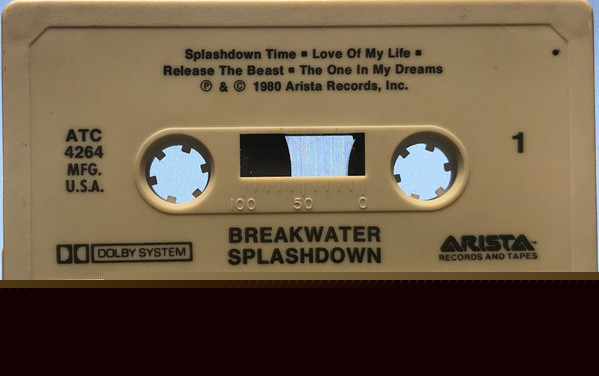 Splashdown Time ▪ Love Of My Life ▪
Release The Beast ▪ The One In My Dreams
℗ & © 1980 Arista Records, Inc.
ATC
4264
MFG.
U.S.A.
1
100 50 0
DOLBY SYSTEM
BREAKWATER
SPLASHDOWN
ARISTA™
RECORDS AND TAPES